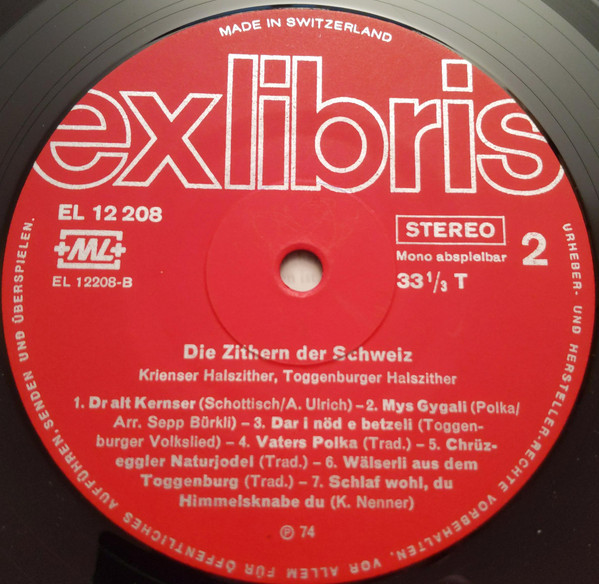 MADE IN SWITZERLAND
exlibris
EL 12 208
+ML+
EL 12208-B
STEREO
Mono abspielbar
33 1/3 T
2
Die Zithern der Schweiz
Krienser Halszither, Toggenburger Halszither
1. Dr alt Kernser (Schottisch/A. Ulrich) – 2. Mys Gygali (Polka/
Arr. Sepp Bürkli) – 3. Dar i nöd e betzeli (Toggen-
burger Volkslied) – 4. Vaters Polka (Trad.) – 5. Chrüz-
eggler Naturjodel (Trad.) – 6. Wälserli aus dem
Toggenburg (Trad.) – 7. Schlaf wohl, du
Himmelsknabe du (K. Nenner)
Ⓟ 74
URHEBER- UND HERSTELLER-RECHTE VORBEHALTEN. VOR ALLEM FÜR ÖFFENTLICHES AUFFÜHREN, SENDEN UND ÜBERSPIELEN.